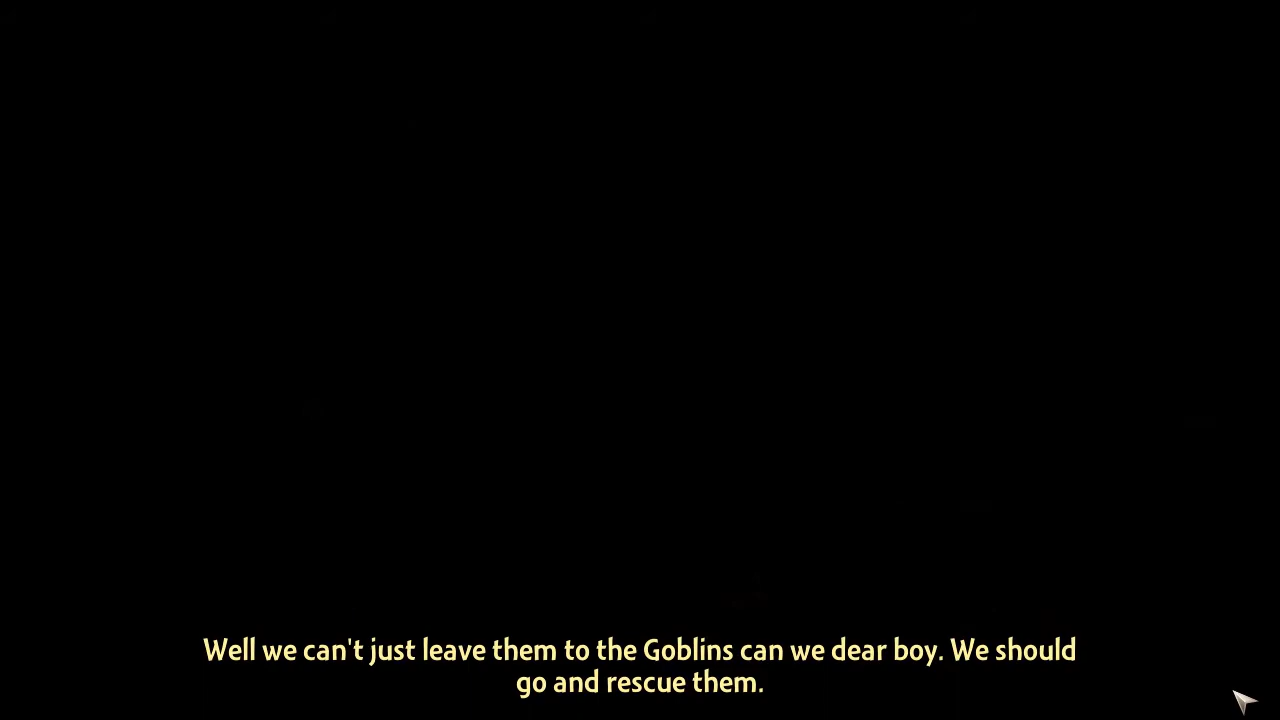 Well we can't just leave them to the Goblins can we dear boy. We should
go and rescue them.